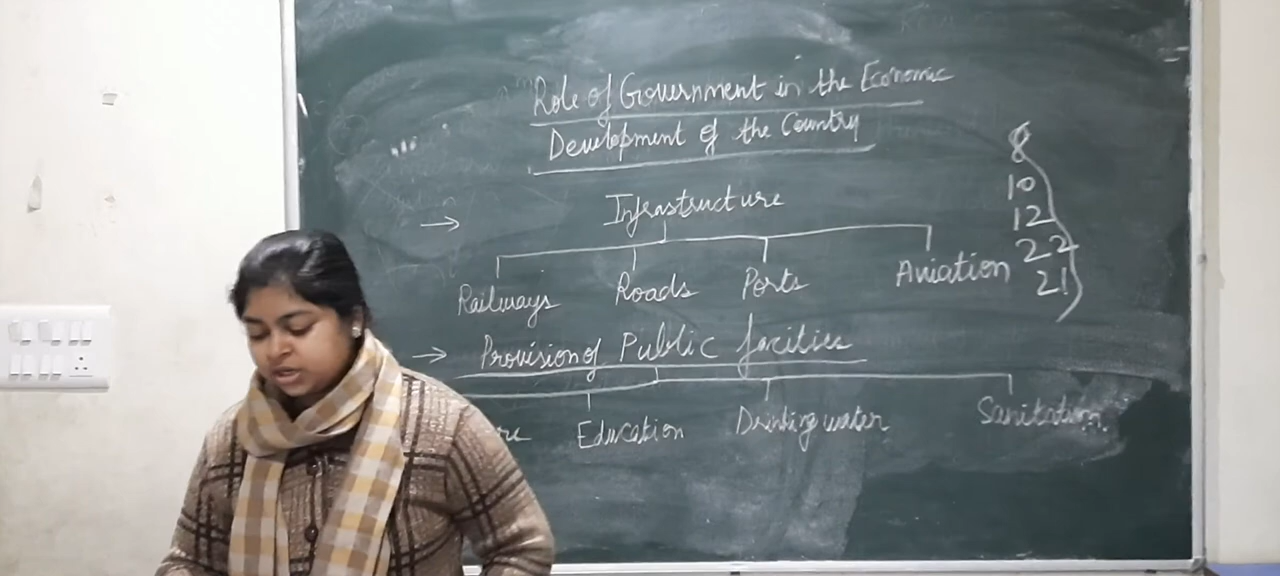 Role of Government in the Economic
Development of the Country
→ Infrastructure
Railways Roads Ports Aviation
→ Provision of Public facilities
Education Drinking water Sanitation
8
10
12
22
21